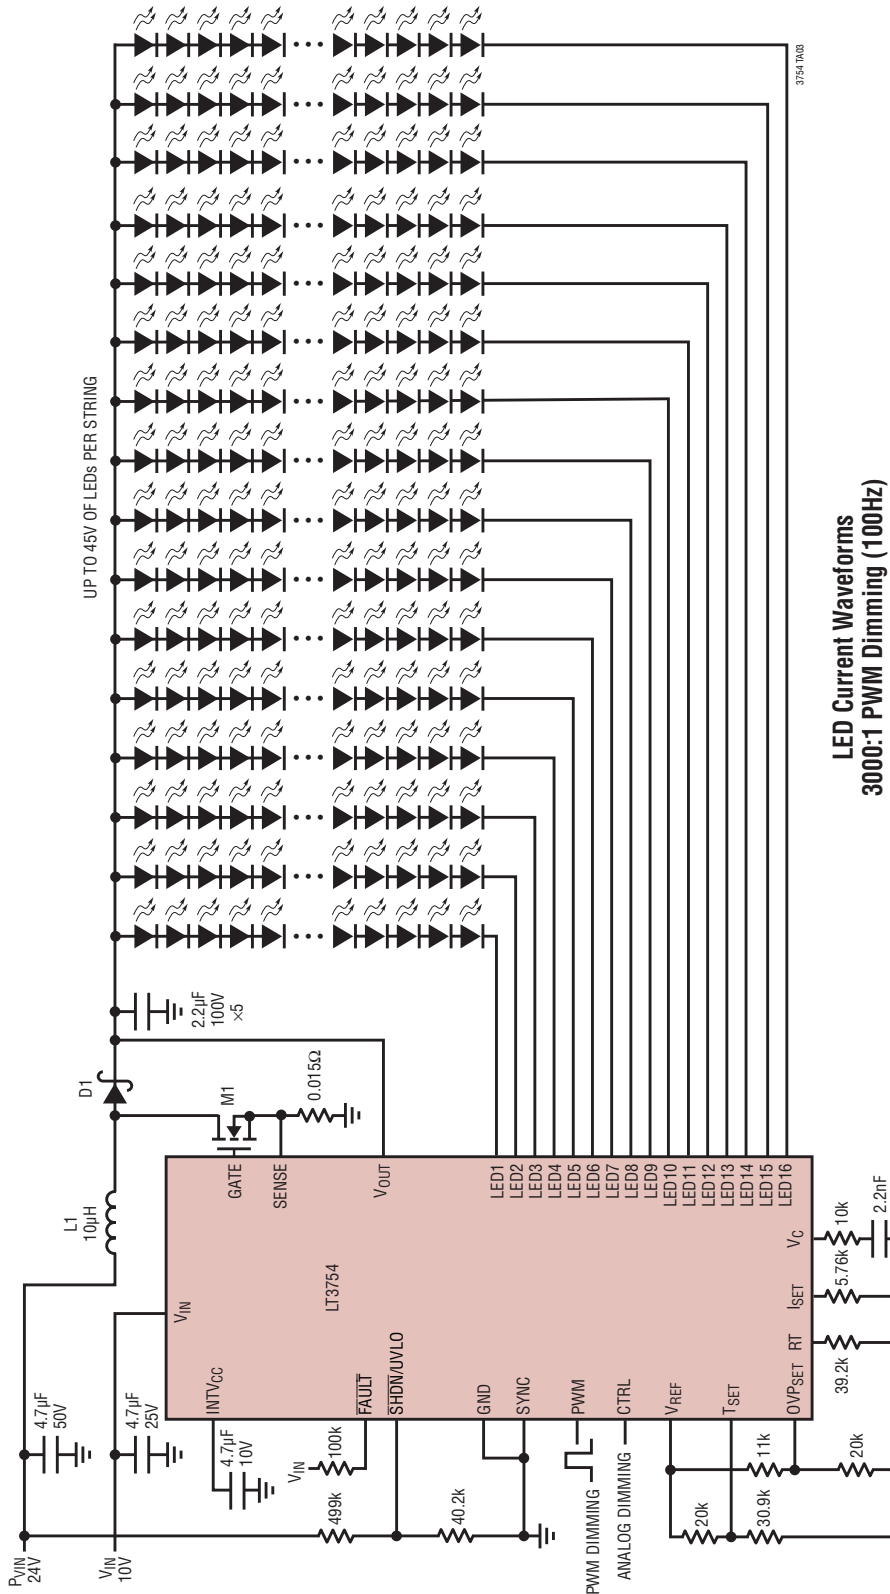 PVIN
24V
4.7µF
50V
L1
10µH
D1
2.2µF
100V
×5
UP TO 45V OF LEDs PER STRING
VIN
10V
4.7µF
25V
M1
0.015Ω
4.7µF
10V
VIN
100k
499k
40.2k
VIN
GATE
SENSE
VOUT
INTVCC
LT3754
FAULT
SHDN/UVLO
GND
SYNC
PWM
CTRL
VREF
TSET
OVPSET
RT
ISET
VC
LED1
LED2
LED3
LED4
LED5
LED6
LED7
LED8
LED9
LED10
LED11
LED12
LED13
LED14
LED15
LED16
PWM DIMMING
ANALOG DIMMING
20k
11k
30.9k
20k
39.2k
5.76k
10k
2.2nF
3754 TA03
LED Current Waveforms
3000:1 PWM Dimming (100Hz)